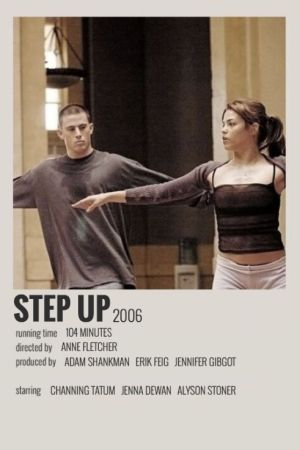 STEP UP 2006
running time 104 MINUTES
directed by ANNE FLETCHER
produced by ADAM SHANKMAN ERIK FEIG JENNIFER GIBGOT
starring CHANNING TATUM JENNA DEWAN ALYSON STONER